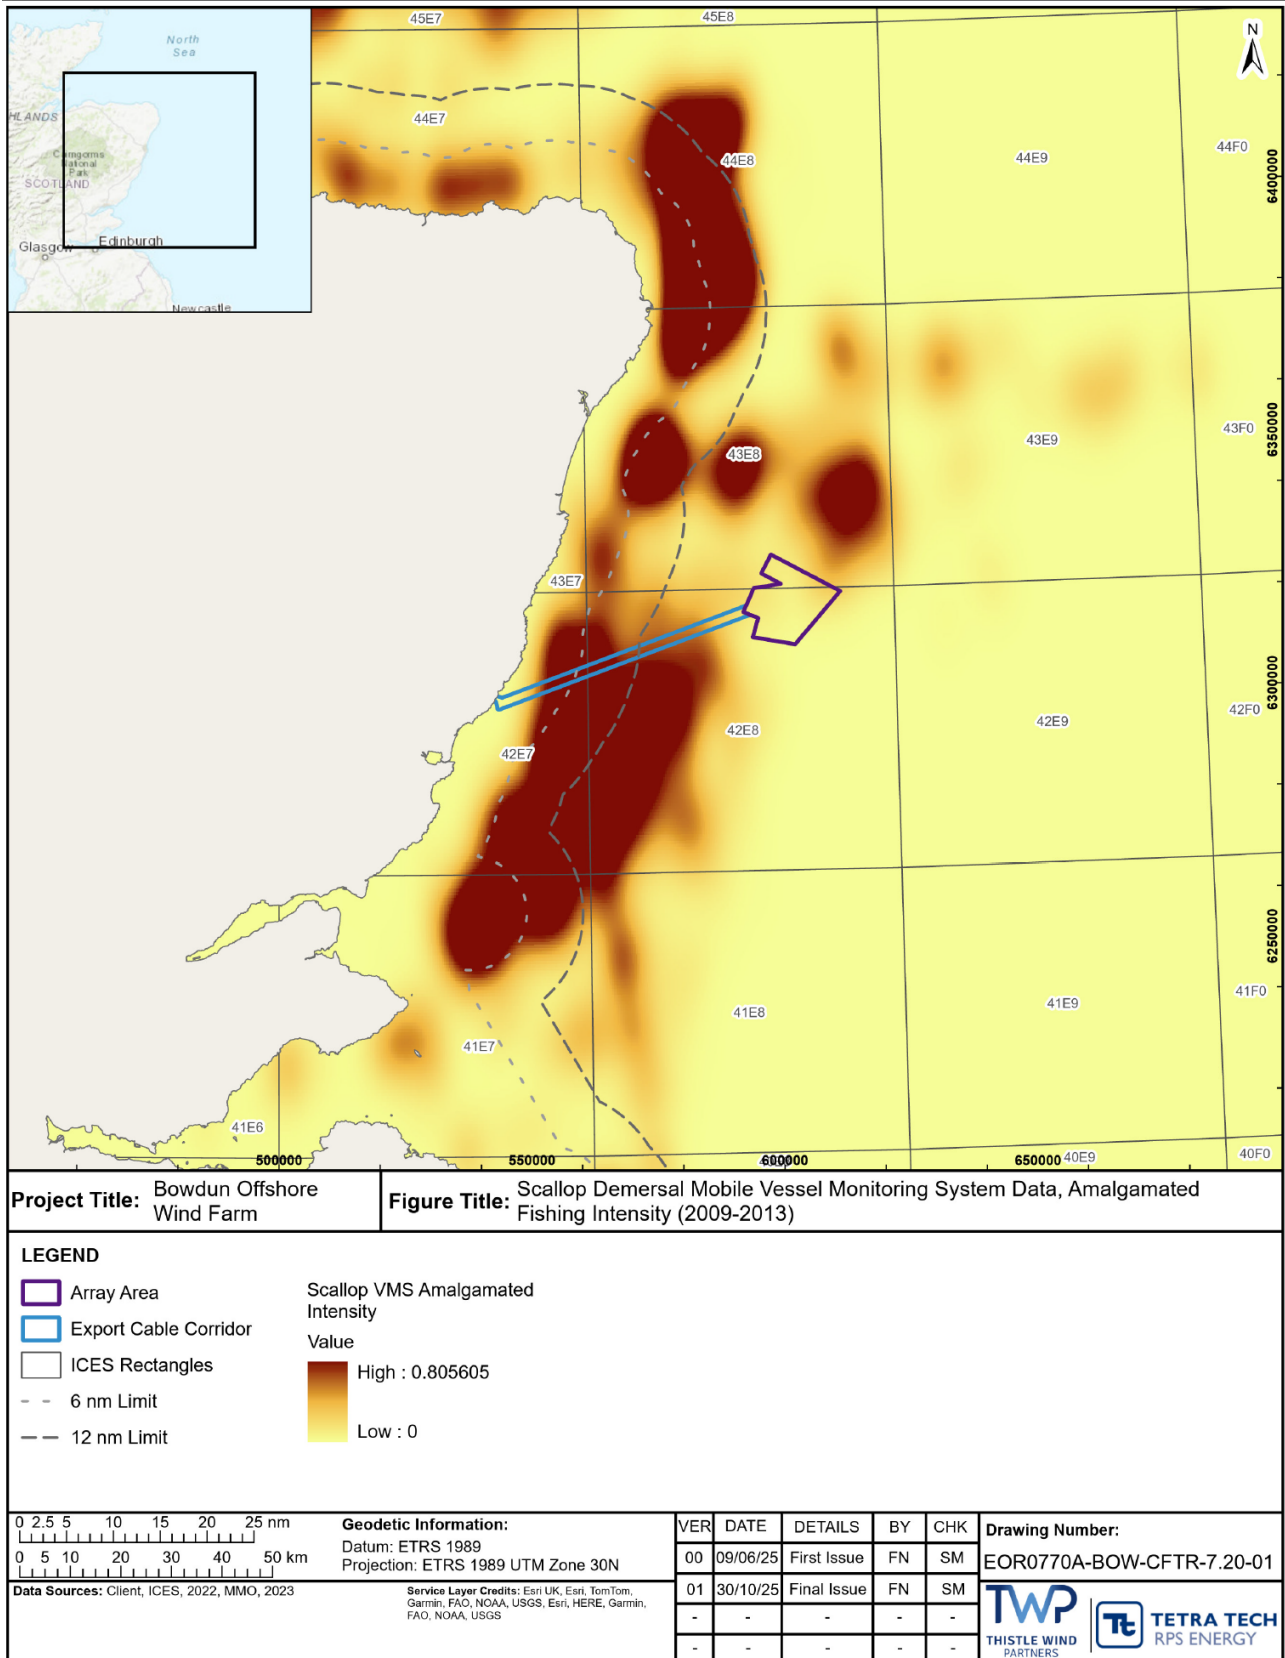 45E7
45E8
North
Sea
N
HLANDS
44E7
Cairngorms
National
Park
SCOTLAND
44E8
44E9
44F0
6400000
Glasgow
Edinburgh
Newcastle
43E8
43E9
43F0
6350000
43E7
42E7
42E8
42E9
42F0
6300000
6250000
41E7
41E8
41E9
41F0
41E6
500000
550000
600000
650000
40E9
40F0
Project Title: Bowdun Offshore
Wind Farm
Figure Title: Scallop Demersal Mobile Vessel Monitoring System Data, Amalgamated
Fishing Intensity (2009-2013)
LEGEND
Array Area
Export Cable Corridor
ICES Rectangles
6 nm Limit
12 nm Limit
Scallop VMS Amalgamated
Intensity
Value
High : 0.805605
Low : 0
0 2.5 5 10 15 20 25 nm
0 5 10 20 30 40 50 km
Geodetic Information:
Datum: ETRS 1989
Projection: ETRS 1989 UTM Zone 30N
Data Sources: Client, ICES, 2022, MMO, 2023
Service Layer Credits: Esri UK, Esri, TomTom,
Garmin, FAO, NOAA, USGS, Esri, HERE, Garmin,
FAO, NOAA, USGS
VER DATE DETAILS BY CHK
00 09/06/25 First Issue FN SM
01 30/10/25 Final Issue FN SM
- - - - -
- - - - -
Drawing Number:
EOR0770A-BOW-CFTR-7.20-01
TWP
THISTLE WIND
PARTNERS
Tt
TETRA TECH
RPS ENERGY